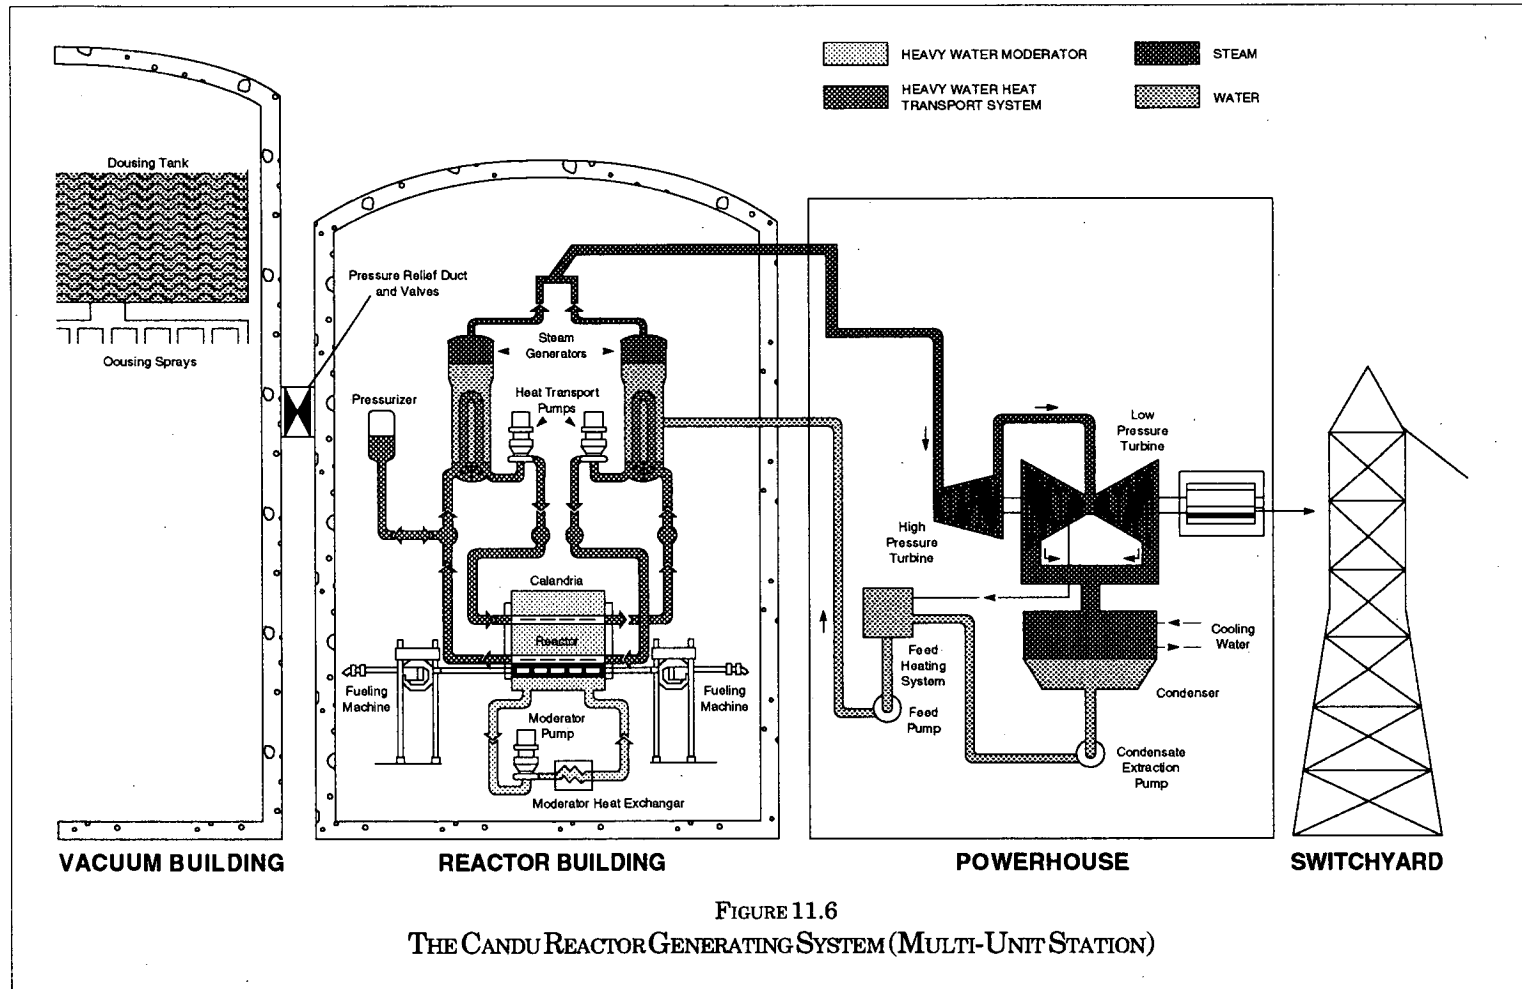 HEAVY WATER MODERATOR
STEAM
HEAVY WATER HEAT
TRANSPORT SYSTEM
WATER
Dousing Tank
Oousing Sprays
Pressure Relief Duct
and Valves
Steam
Generators
Pressurizer
Heat Transport
Pumps
Low
Pressure
Turbine
High
Pressure
Turbine
Calandria
Reactor
Fueling
Machine
Fueling
Machine
Moderator
Pump
Moderator Heat Exchangar
Feed
Heating
System
Feed
Pump
Cooling
Water
Condenser
Condensate
Extraction
Pump
VACUUM BUILDING
REACTOR BUILDING
POWERHOUSE
SWITCHYARD
FIGURE 11.6
THE CANDU REACTOR GENERATING SYSTEM (MULTI-UNIT STATION)